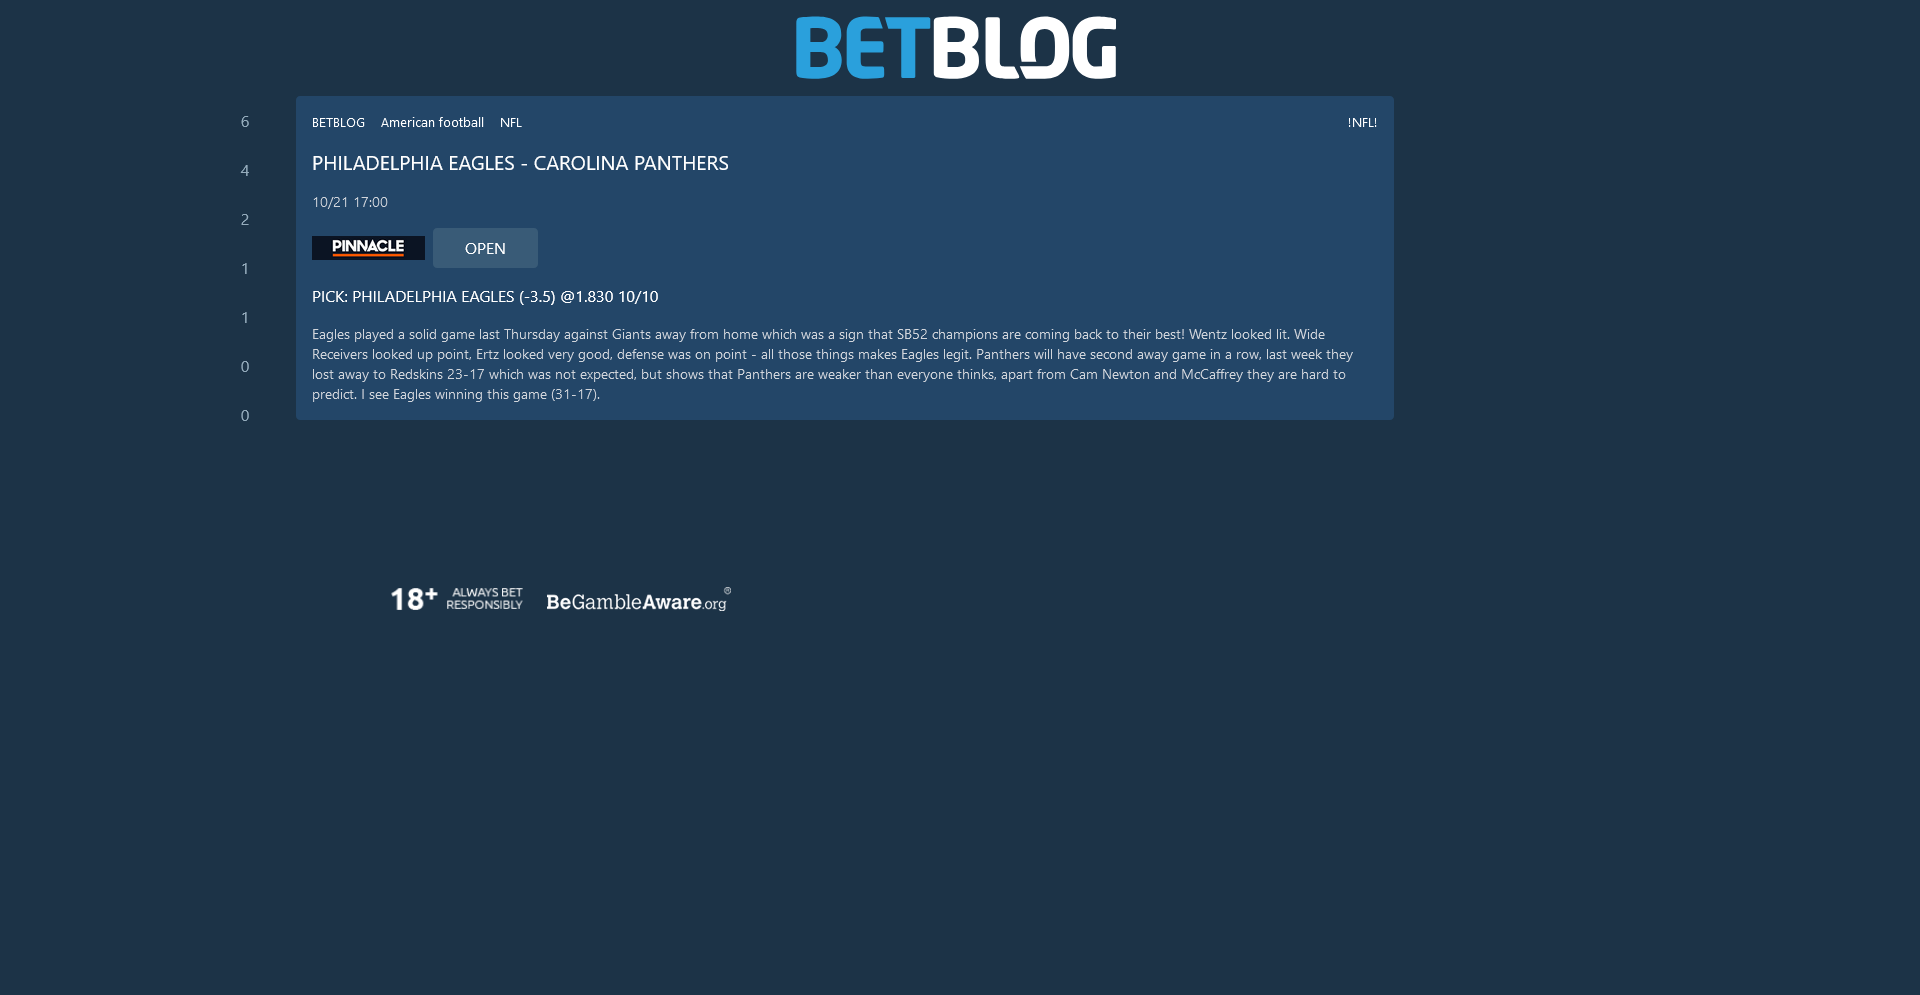 BETBLOG
6
4
2
1
1
0
0
BETBLOG American football NFL !NFL!
PHILADELPHIA EAGLES - CAROLINA PANTHERS
10/21 17:00
PINNACLE OPEN
PICK: PHILADELPHIA EAGLES (-3.5) @1.830 10/10
Eagles played a solid game last Thursday against Giants away from home which was a sign that SB52 champions are coming back to their best! Wentz looked lit. Wide
Receivers looked up point, Ertz looked very good, defense was on point - all those things makes Eagles legit. Panthers will have second away game in a row, last week they
lost away to Redskins 23-17 which was not expected, but shows that Panthers are weaker than everyone thinks, apart from Cam Newton and McCaffrey they are hard to
predict. I see Eagles winning this game (31-17).
18+ ALWAYS BET
RESPONSIBLY
BeGambleAware.org®